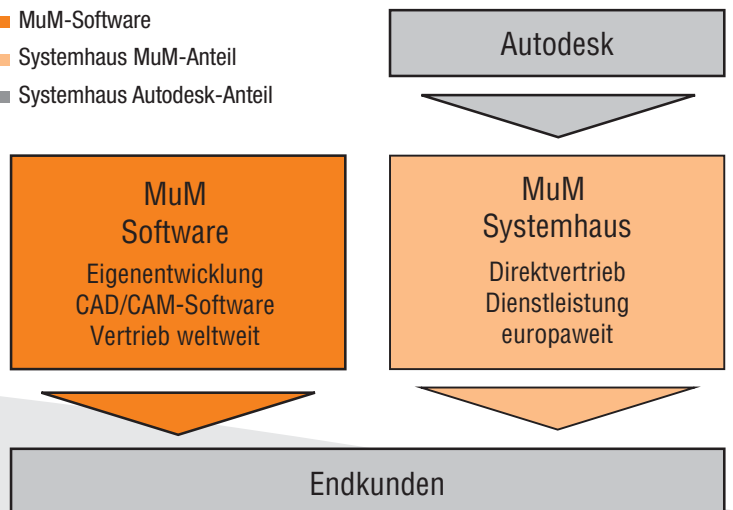 MuM-Software
Systemhaus MuM-Anteil
Systemhaus Autodesk-Anteil
Autodesk
MuM
Software
Eigenentwicklung
CAD/CAM-Software
Vertrieb weltweit
MuM
Systemhaus
Direktvertrieb
Dienstleistung
europaweit
Endkunden